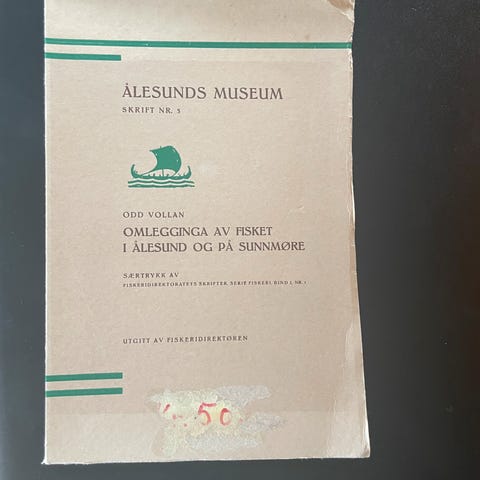 ÅLESUNDS MUSEUM
SKRIFT NR. 5
ODD VOLLAN
OMLEGGINGA AV FISKET
I ÅLESUND OG PÅ SUNNMØRE
SÆRTRYKK AV
FISKERIDIREKTORATETS SKRIFTER, SERIE FISKERI, BIND I, NR. 1
UTGITT AV FISKERIDIREKTØREN
50